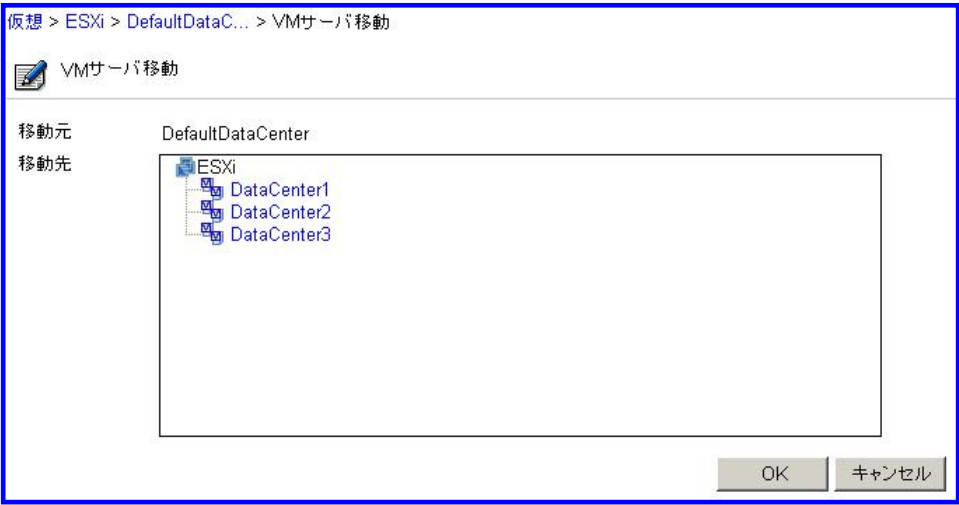 仮想 > ESXi > DefaultDataC... > VMサーバ移動
VMサーバ移動
移動元 DefaultDataCenter
移動先
ESXi
DataCenter1
DataCenter2
DataCenter3
OK キャンセル